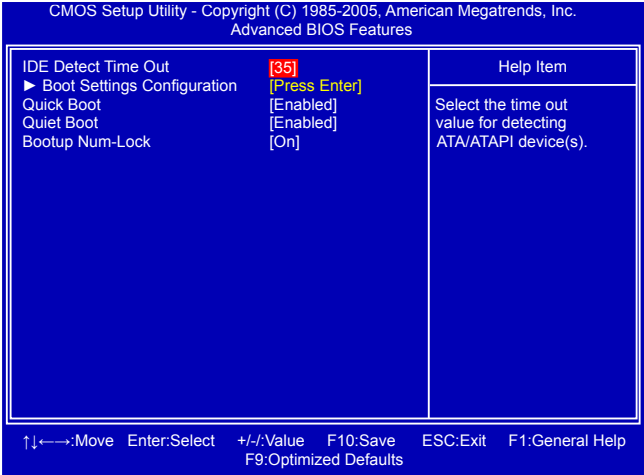 CMOS Setup Utility - Copyright (C) 1985-2005, American Megatrends, Inc.
Advanced BIOS Features
IDE Detect Time Out [35]
► Boot Settings Configuration [Press Enter]
Quick Boot [Enabled]
Quiet Boot [Enabled]
Bootup Num-Lock [On]
Help Item
Select the time out
value for detecting
ATA/ATAPI device(s).
↑↓←→:Move Enter:Select +/-/:Value F10:Save ESC:Exit F1:General Help
F9:Optimized Defaults